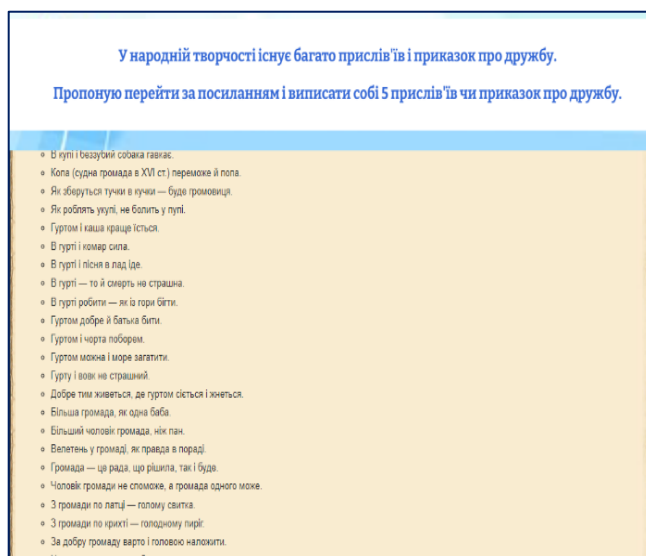 У народній творчості існує багато прислів'їв і приказок про дружбу.
Пропоную перейти за посиланням і виписати собі 5 прислів'їв чи приказок про дружбу.
В купі і беззубий собака гавкає.
Копа (судна громада в XVI ст.) переможе й попа.
Як зберуться тучки в кучки — буде громовиця.
Як роблять укупі, не болить у пупі.
Гуртом і каша краще їсться.
В гурті і комар сила.
В гурті і пісня в лад іде.
В гурті — то й смерть не страшна.
В гурті робити — як із гори бігти.
Гуртом добре й батька бити.
Гуртом і чорта поборем.
Гуртом можна і море загатити.
Гурту і вовк не страшний.
Добре тим живеться, де гуртом сіється і жнеться.
Більша громада, як одна баба.
Більший чоловік громада, ніж пан.
Велетень у громаді, як правда в пораді.
Громада — це рада, що рішила, так і буде.
Чоловік громади не споможе, а громада одного може.
З громади по латці — голому свитка.
З громади по крихті — голодному пиріг.
За добру громаду варто і головою наложити.